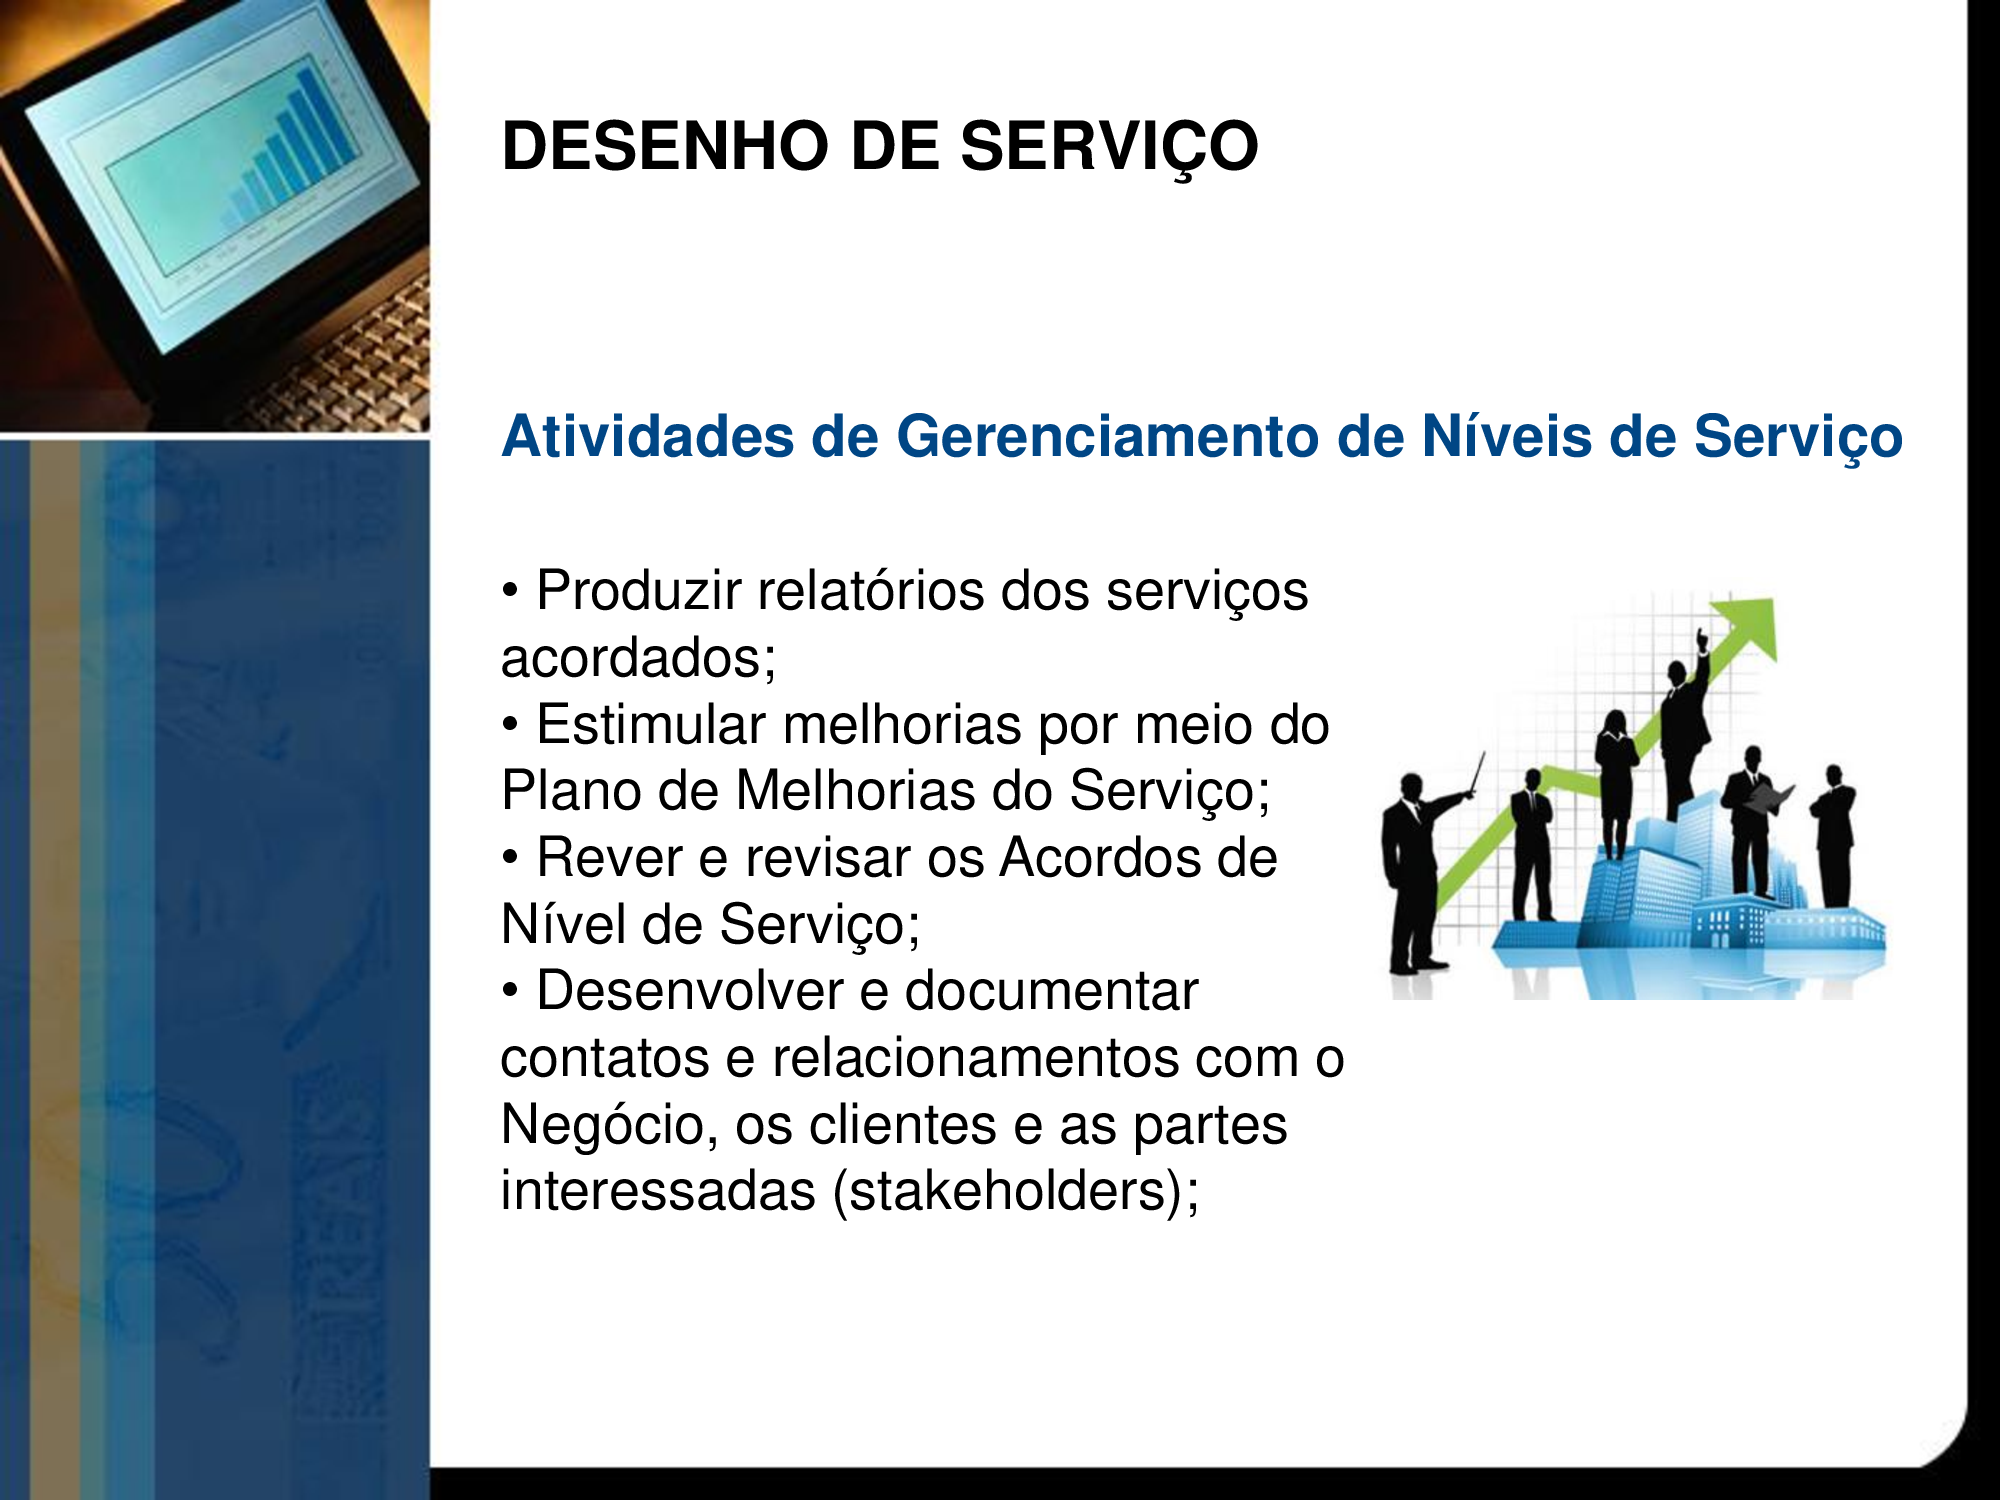 DESENHO DE SERVIÇO
Atividades de Gerenciamento de Níveis de Serviço
• Produzir relatórios dos serviços
acordados;
• Estimular melhorias por meio do
Plano de Melhorias do Serviço;
• Rever e revisar os Acordos de
Nível de Serviço;
• Desenvolver e documentar
contatos e relacionamentos com o
Negócio, os clientes e as partes
interessadas (stakeholders);
REAIS